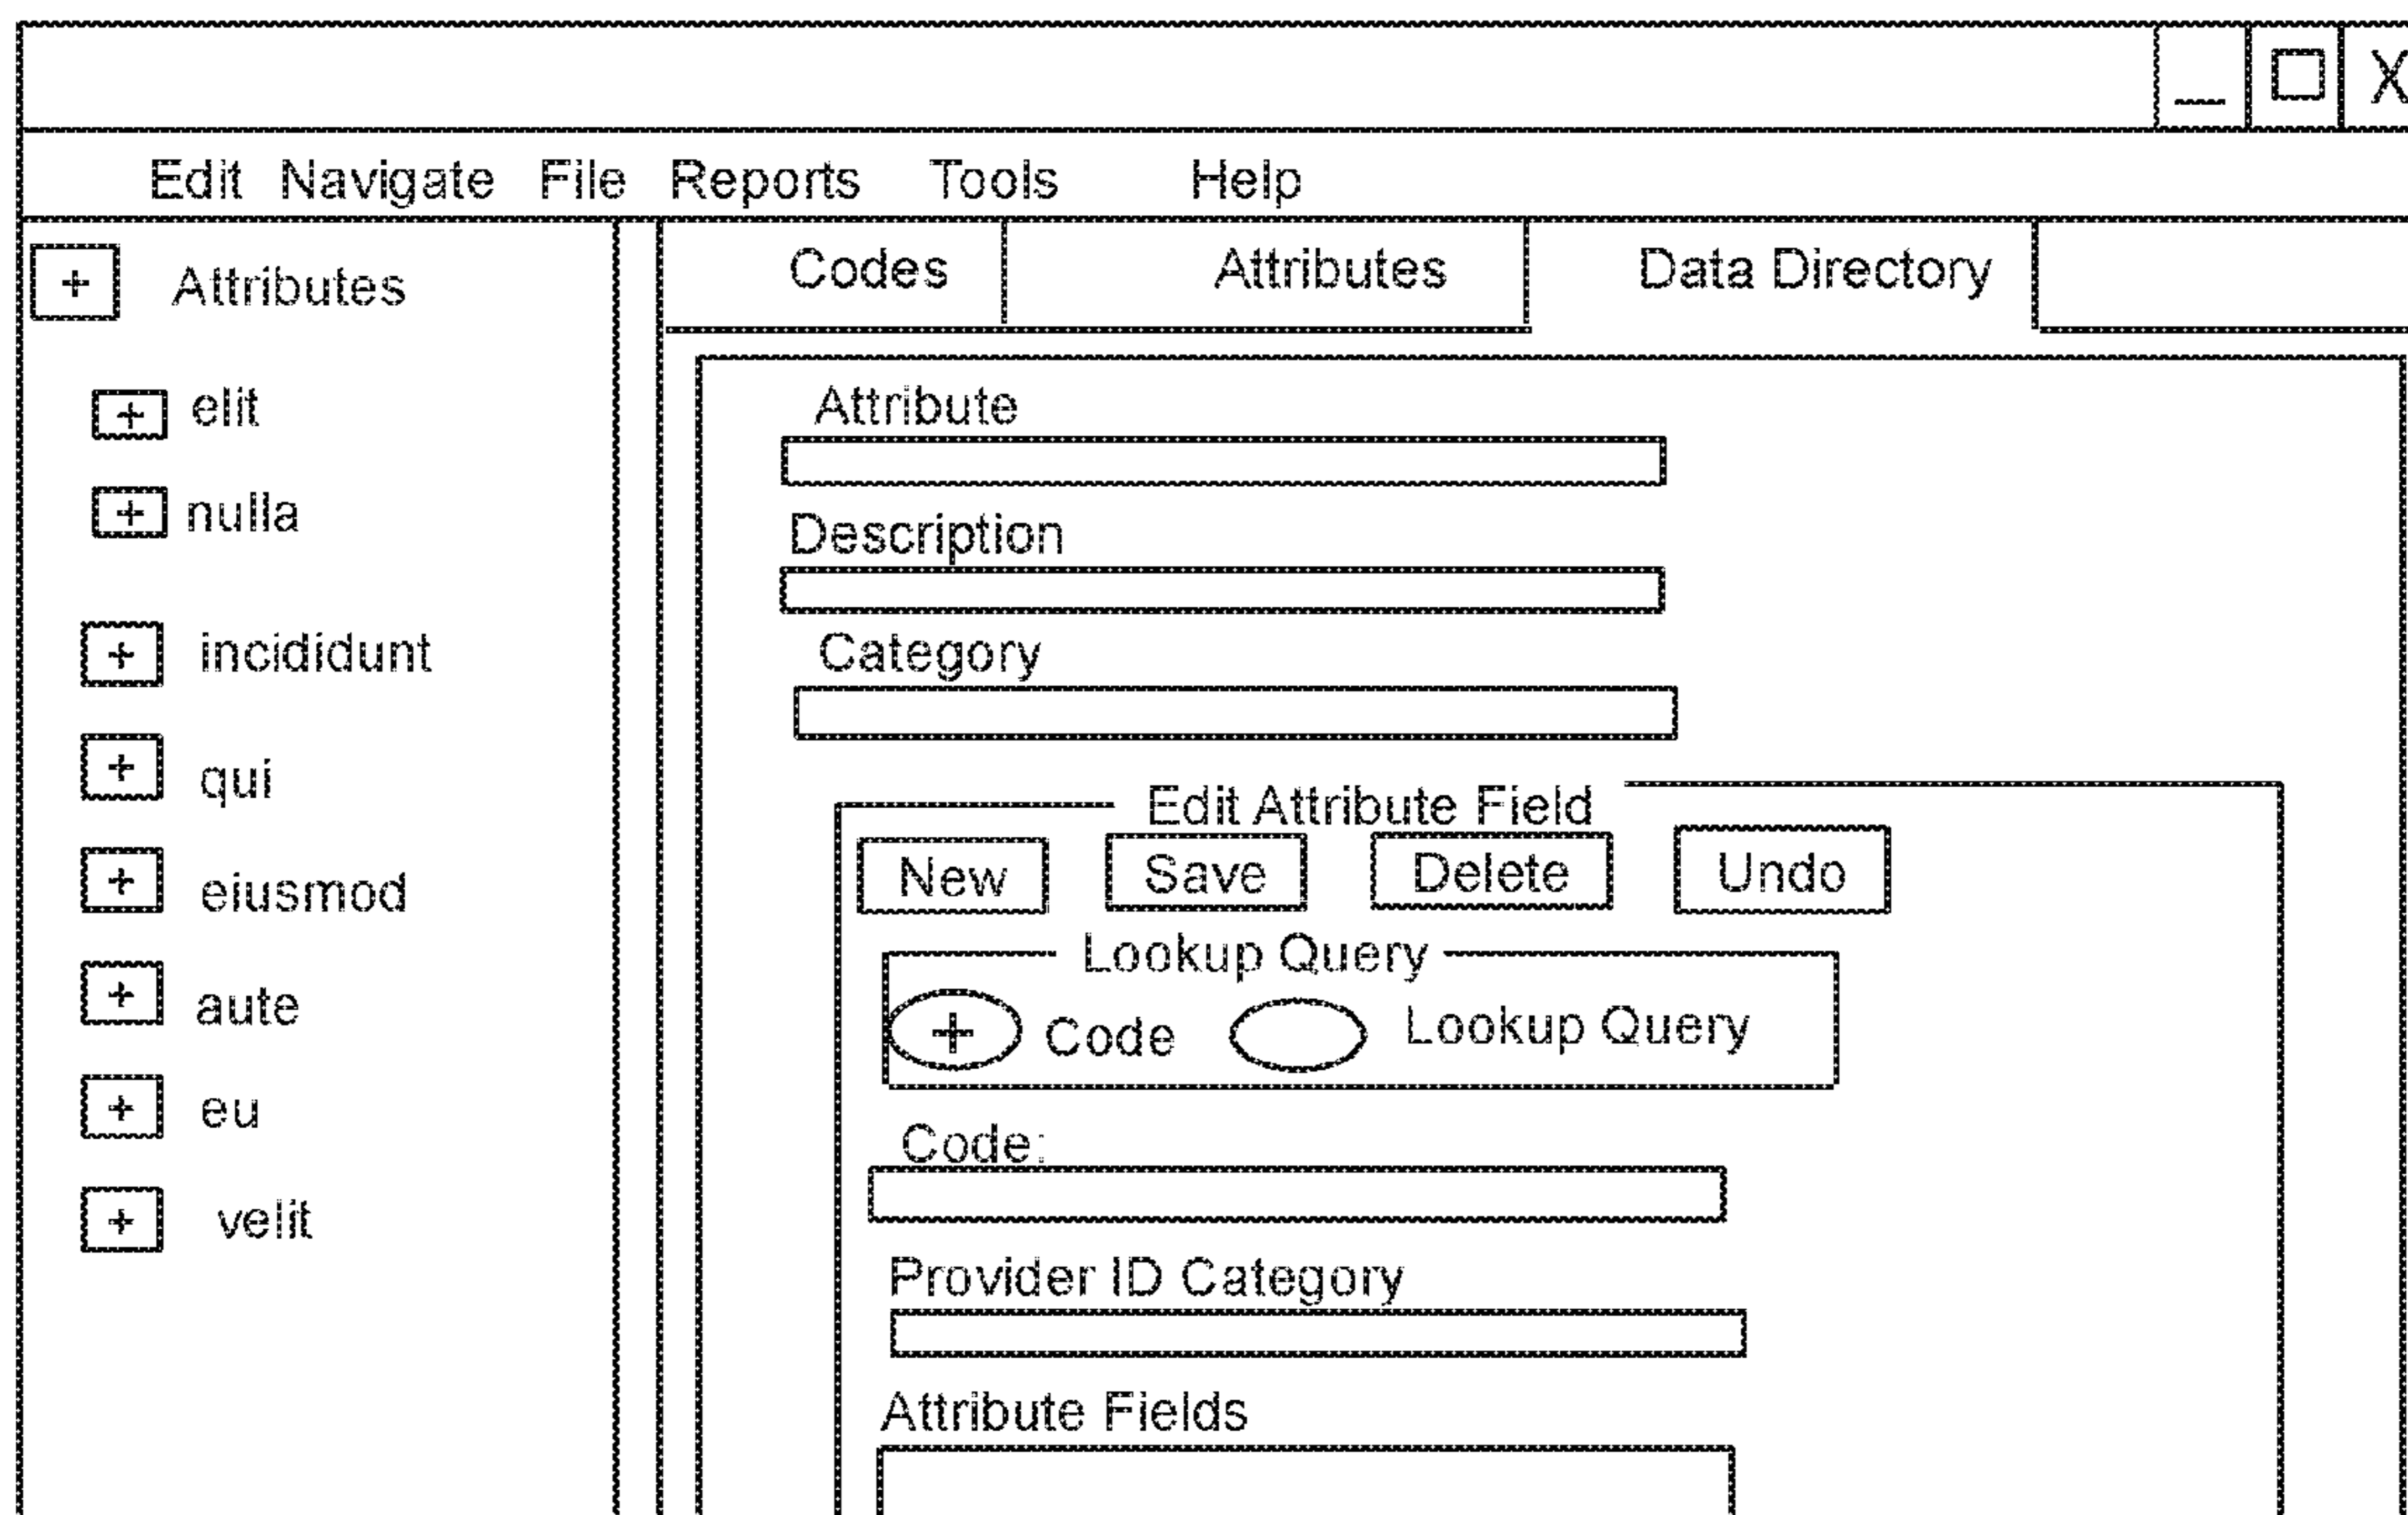 X
Edit Navigate File Reports Tools Help
+ Attributes
+ elit
+ nulla
+ incididunt
+ qui
+ eiusmod
+ aute
+ eu
+ velit
Codes Attributes Data Directory
Attribute
Description
Category
Edit Attribute Field
New Save Delete Undo
Lookup Query
+ Code Lookup Query
Code:
Provider ID Category
Attribute Fields